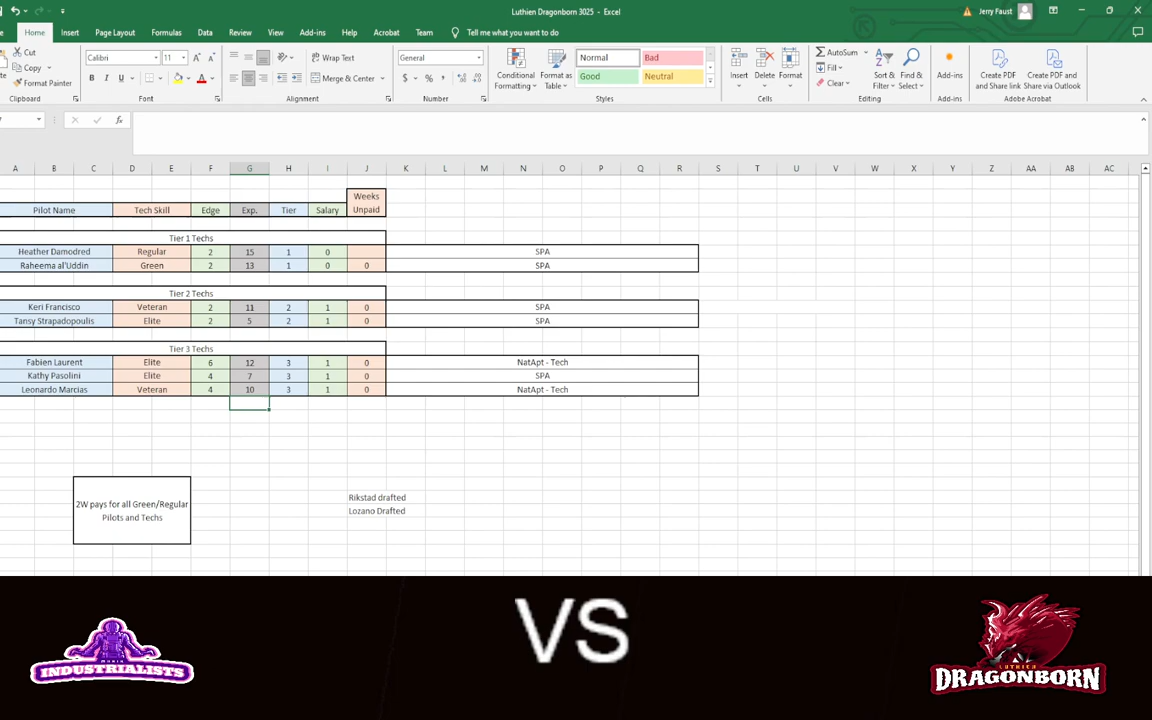 Luthien Dragonborn 3025 - Excel
Jerry Faust
Home Insert Page Layout Formulas Data Review View Add-ins Help Acrobat Team Tell me what you want to do
Cut
Copy
Format Painter
Clipboard
Calibri 11
B I U
Font
Wrap Text
Merge & Center
Alignment
General
$ % ,
Number
Conditional Formatting
Format as Table
Normal Bad
Good Neutral
Styles
Insert Delete Format
Cells
AutoSum
Fill
Clear
Sort & Filter
Find & Select
Editing
Add-ins
Add-ins
Create PDF and Share link
Create PDF and Share via Outlook
Adobe Acrobat
fx
A B C D E F G H I J K L M N O P Q R S T U V W X Y Z AA AB AC
Pilot Name Tech Skill Edge Exp. Tier Salary Weeks Unpaid
Tier 1 Techs
Heather Damodred Regular 2 15 1 0 SPA
Raheema al'Uddin Green 2 13 1 0 0 SPA
Tier 2 Techs
Keri Francisco Veteran 2 11 2 1 0 SPA
Tansy Strapadopoulis Elite 2 5 2 1 0 SPA
Tier 3 Techs
Fabien Laurent Elite 6 12 3 1 0 NatApt - Tech
Kathy Pasolini Elite 4 7 3 1 0 SPA
Leonardo Marcias Veteran 4 10 3 1 0 NatApt - Tech
2W pays for all Green/Regular
Pilots and Techs
Rikstad drafted
Lozano Drafted
INDUSTRIALISTS
VS
LUTHIEN
DRAGONBORN